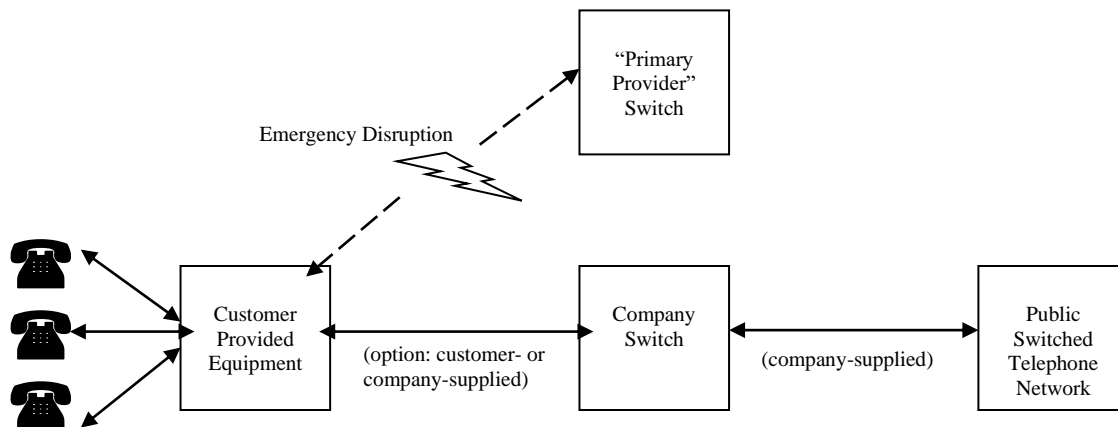 “Primary
Provider”
Switch
Emergency Disruption
Customer
Provided
Equipment
(option: customer- or
company-supplied)
Company
Switch
(company-supplied)
Public
Switched
Telephone
Network